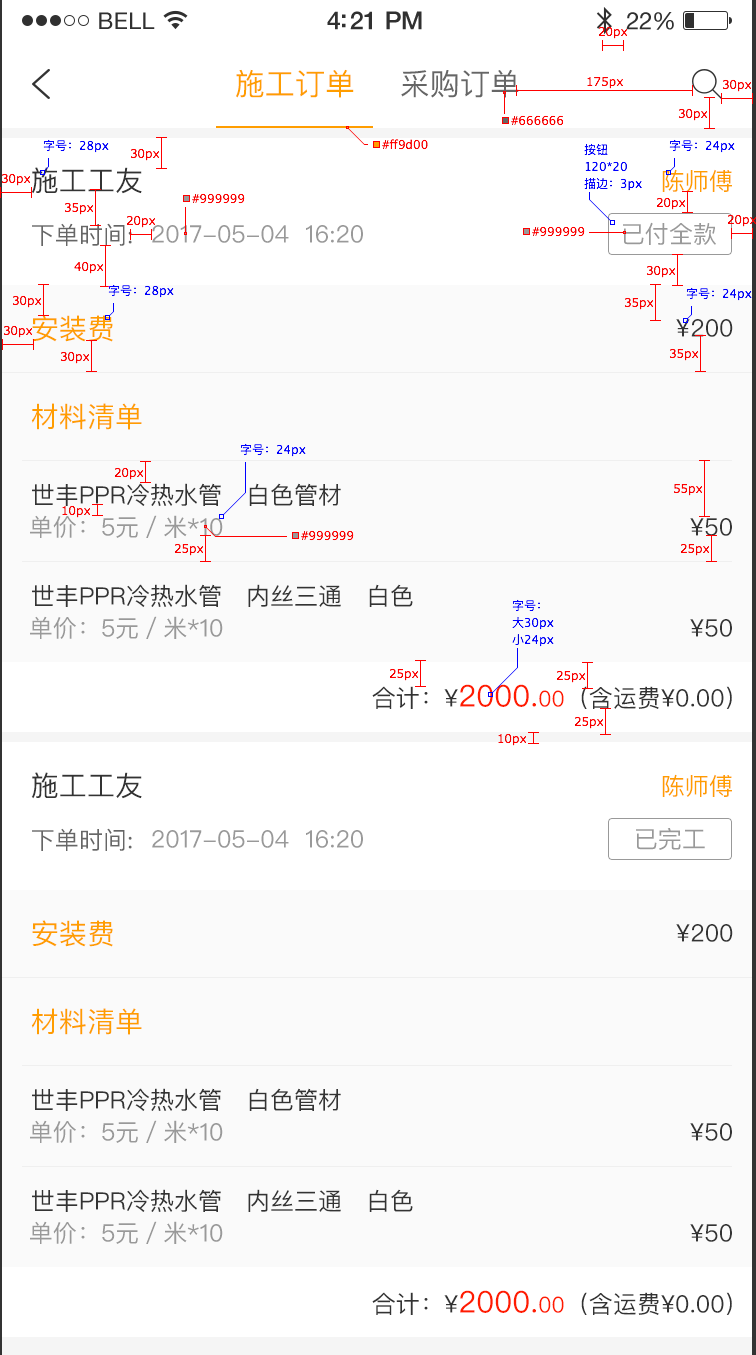 BELL 4:21 PM 22%
20px
施工订单 采购订单 175px 30px
30px
#666666
#ff9d00
字号：28px 30px 按钮 字号：24px
120*20
描边：3px
30px 施工工友 陈师傅
#999999
35px 20px
20px 20px
下单时间: 2017-05-04 16:20 #999999 已付全款
40px 30px
字号：28px 字号：24px
30px 35px
30px 安装费 ¥200
30px 35px
材料清单
字号：24px
20px
世丰PPR冷热水管 白色管材 55px
10px
单价：5元 / 米*10 ¥50
#999999
25px 25px
世丰PPR冷热水管 内丝三通 白色
单价：5元 / 米*10 ¥50
字号：
大30px
小24px
25px 25px
合计：¥2000.00（含运费¥0.00）
25px
10px
施工工友 陈师傅
下单时间: 2017-05-04 16:20 已完工
安装费 ¥200
材料清单
世丰PPR冷热水管 白色管材
单价：5元 / 米*10 ¥50
世丰PPR冷热水管 内丝三通 白色
单价：5元 / 米*10 ¥50
合计：¥2000.00（含运费¥0.00）